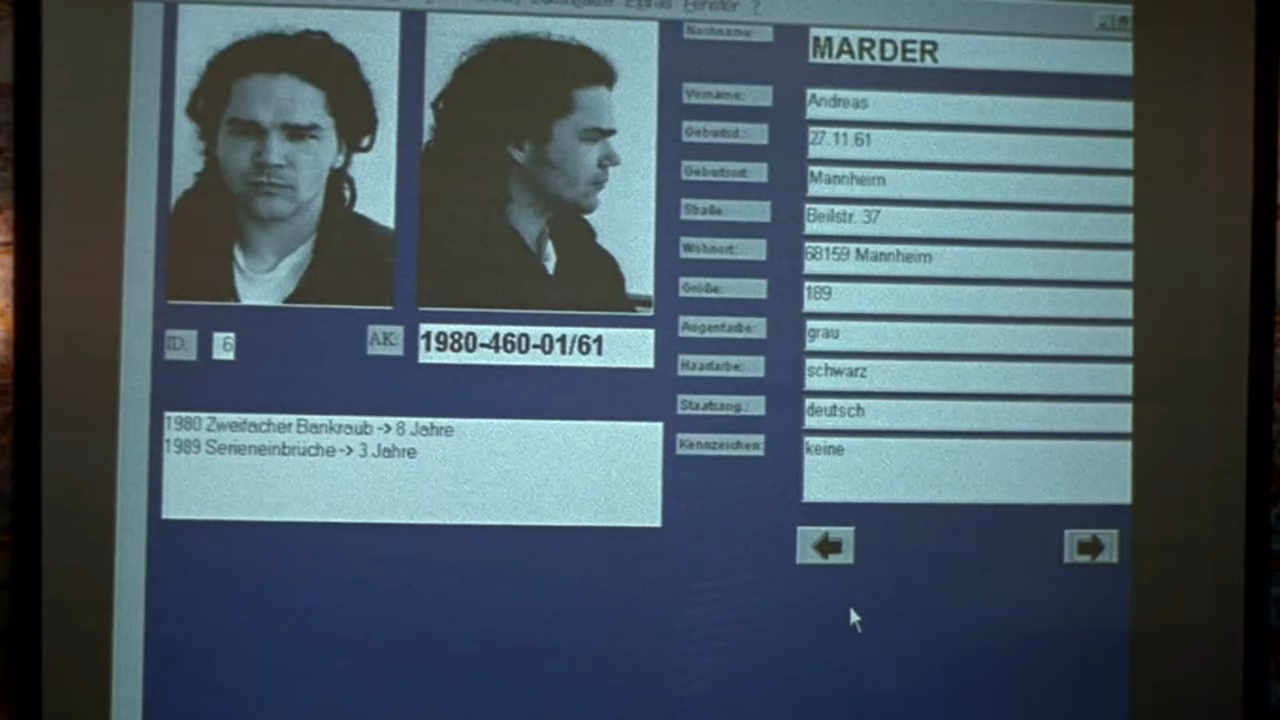 Fenster ?
Nachname:
MARDER
Vorname:
Andreas
Geburtsd.:
27.11.61
Geburtsort:
Mannheim
Straße:
Beilstr. 37
Wohnort:
68159 Mannheim
Größe:
189
Augenfarbe:
grau
Haarfarbe:
schwarz
Staatsang.:
deutsch
Kennzeichen:
keine
ID: 6
AK: 1980-460-01/61
1980 Zweifacher Bankraub -> 8 Jahre
1989 Serieneinbrüche -> 3 Jahre